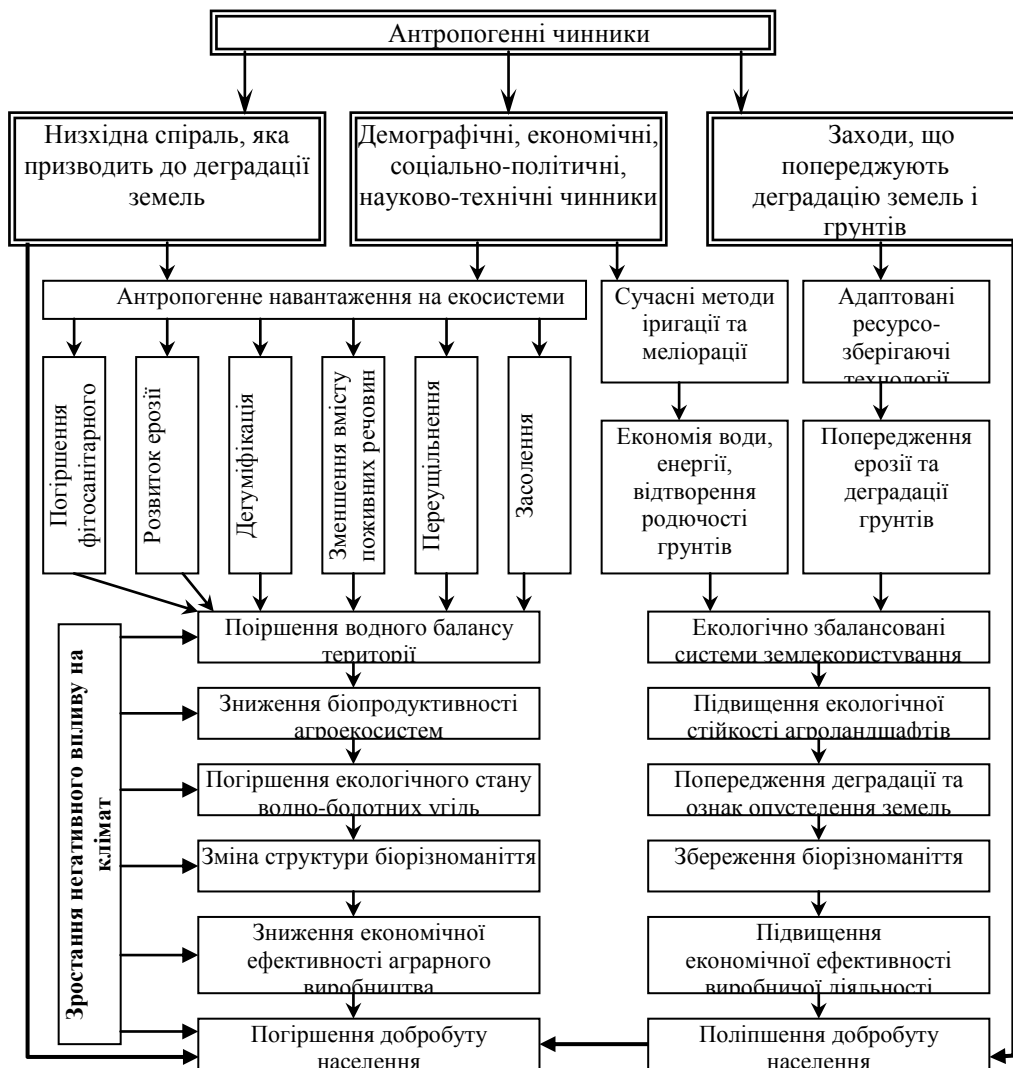 Антропогенні чинники
Низхідна спіраль, яка
призводить до деградації
земель
Демографічні, економічні,
соціально-політичні,
науково-технічні чинники
Заходи, що
попереджують
деградацію земель і
грунтів
Антропогенне навантаження на екосистеми
Сучасні методи
іригації та
меліорації
Адаптовані
ресурсо-
зберігаючі
технології
Погіршення
фітосанітарного
Розвиток ерозії
Дегуміфікація
Зменшення вмісту
поживних речовин
Переущільнення
Засолення
Економія води,
енергії,
відтворення
родючості
грунтів
Попередження
ерозії та
деградації
грунтів
Зростання негативного впливу на
клімат
Поіршення водного балансу
території
Зниження біопродуктивності
агроекосистем
Погіршення екологічного стану
водно-болотних угідь
Зміна структури біорізноманіття
Зниження економічної
ефективності аграрного
виробництва
Погіршення добробуту
населення
Екологічно збалансовані
системи землекористування
Підвищення екологічної
стійкості агроландшафтів
Попередження деградації та
ознак опустелення земель
Збереження біорізноманіття
Підвищення
економічної ефективності
виробничої діяльності
Поліпшення добробуту
населення